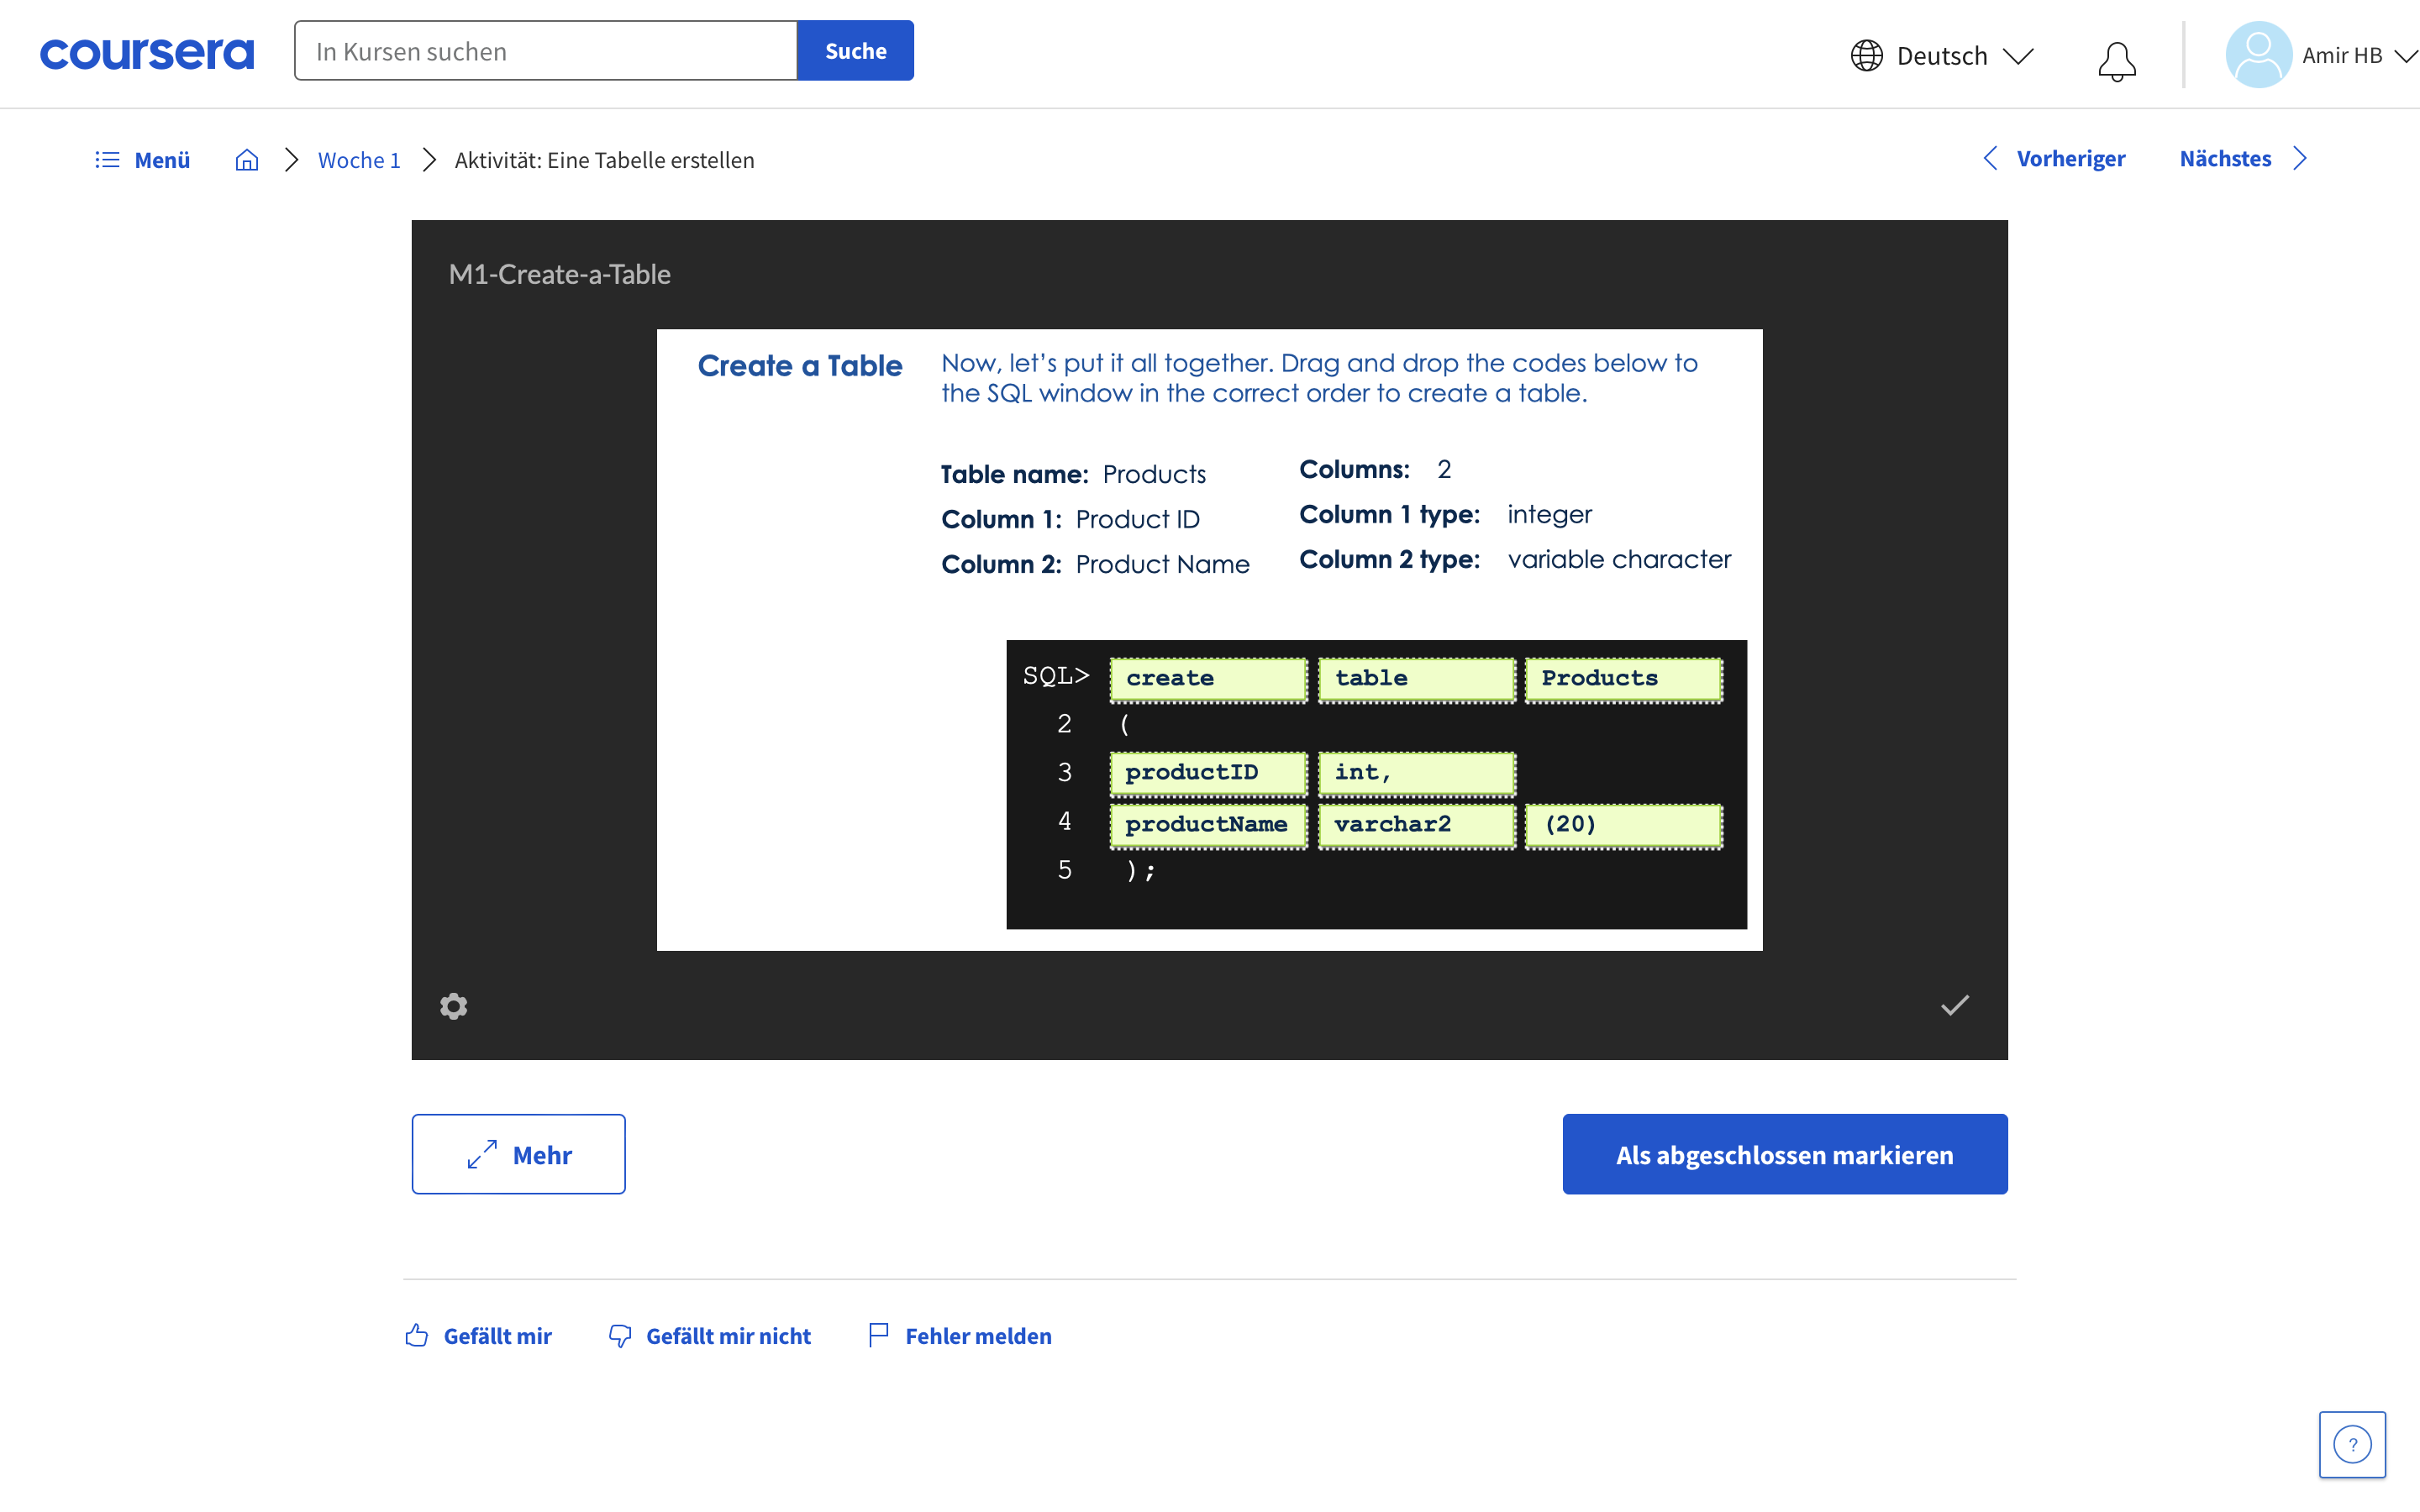 coursera
In Kursen suchen
Suche
Deutsch
Amir HB
Menü
Woche 1
Aktivität: Eine Tabelle erstellen
Vorheriger
Nächstes
M1-Create-a-Table
Create a Table
Now, let's put it all together. Drag and drop the codes below to
the SQL window in the correct order to create a table.
Table name: Products
Column 1: Product ID
Column 2: Product Name
Columns: 2
Column 1 type: integer
Column 2 type: variable character
SQL> create table Products
2 (
3 productID int,
4 productName varchar2 (20)
5 );
Mehr
Als abgeschlossen markieren
Gefällt mir
Gefällt mir nicht
Fehler melden
?